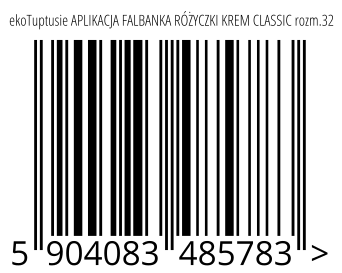 ekoTuptusie APLIKACJA FALBANKA RÓŻYCZKI KREM CLASSIC rozm.32
5 904083 485783 >